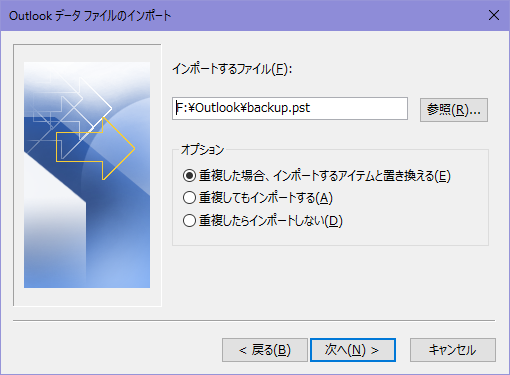 Outlook データ ファイルのインポート
インポートするファイル(F):
F:¥Outlook¥backup.pst
参照(R)...
オプション
重複した場合、インポートするアイテムと置き換える(E)
重複してもインポートする(A)
重複したらインポートしない(D)
< 戻る(B)
次へ(N) >
キャンセル